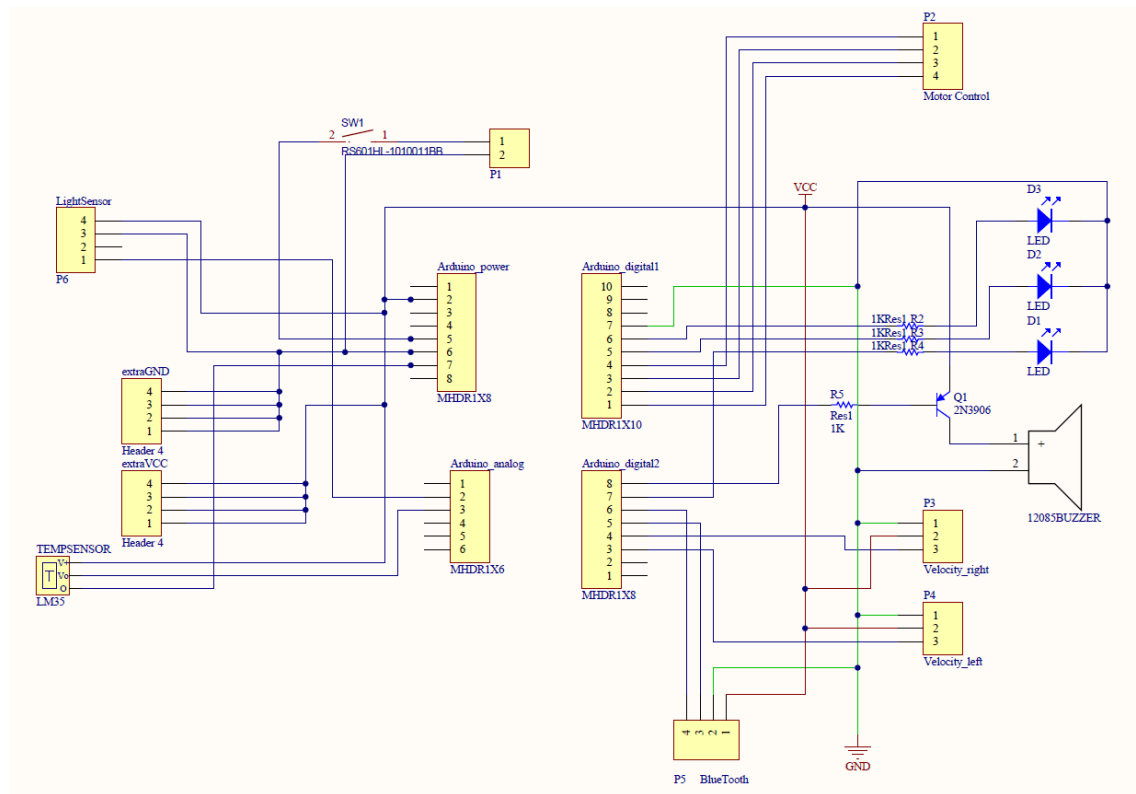 P2
1
2
3
4
Motor Control
SW1
2
1
RS601HL-1010011BB
1
2
P1
VCC
D3
LED
D2
LED
D1
LED
LightSensor
4
3
2
1
P6
Arduino_power
1
2
3
4
5
6
7
8
MHDR1X8
Arduino_digital1
10
9
8
7
6
5
4
3
2
1
MHDR1X10
1KRes1 R2
1KRes1 R3
1KRes1 R4
extraGND
4
3
2
1
Header 4
R5
Res1
1K
Q1
2N3906
1
+
2
12085BUZZER
extraVCC
4
3
2
1
Header 4
Arduino_analog
1
2
3
4
5
6
MHDR1X6
Arduino_digital2
8
7
6
5
4
3
2
1
MHDR1X8
P3
1
2
3
Velocity_right
TEMPSENSOR
V+
T
Vo
O
LM35
P4
1
2
3
Velocity_left
4 3 2 1
P5 BlueTooth
GND